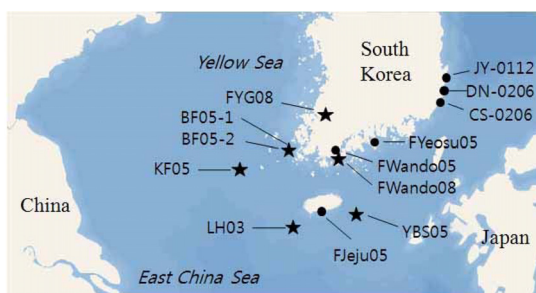 South
Korea
Yellow Sea
JY-0112
DN-0206
CS-0206
FYG08
BF05-1
BF05-2
FYeosu05
FWando05
FWando08
KF05
China
LH03
YBS05
Japan
FJeju05
East China Sea